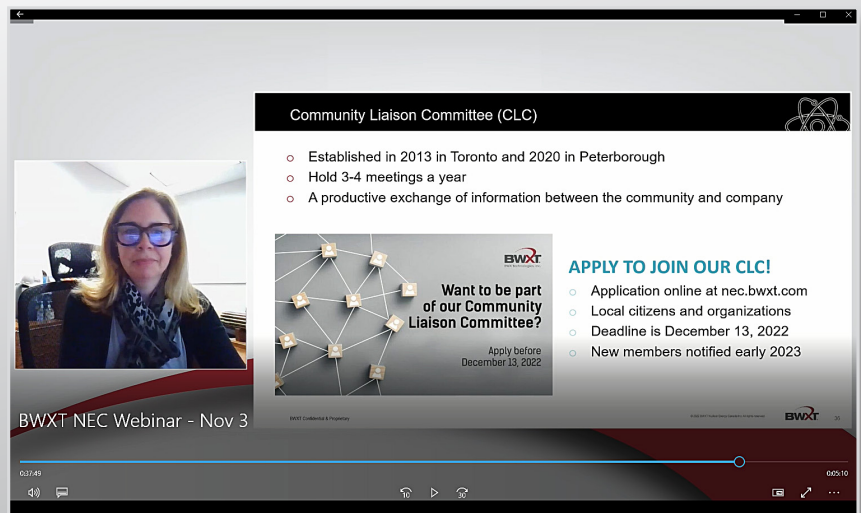 Community Liaison Committee (CLC)
Established in 2013 in Toronto and 2020 in Peterborough
Hold 3-4 meetings a year
A productive exchange of information between the community and company
BWXT
Want to be part
of our Community
Liaison Committee?
Apply before
December 13, 2022
APPLY TO JOIN OUR CLC!
Application online at nec.bwxt.com
Local citizens and organizations
Deadline is December 13, 2022
New members notified early 2023
BWXT NEC Webinar - Nov 3
BWXT Confidential & Proprietary
BWXT
36
0:37:49
0:05:10
10
30